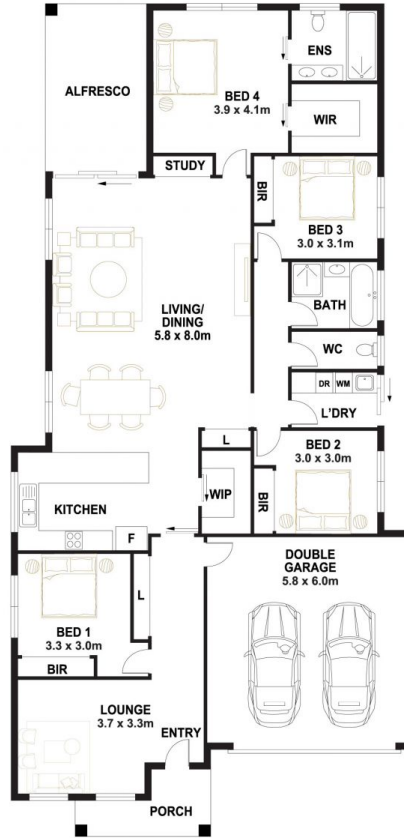 ENS
ALFRESCO
BED 4
3.9 x 4.1m
WIR
STUDY
BIR
BED 3
3.0 x 3.1m
BATH
LIVING/
DINING
5.8 x 8.0m
WC
DR WM
L'DRY
L
BED 2
3.0 x 3.0m
WIP
BIR
KITCHEN
F
DOUBLE
GARAGE
5.8 x 6.0m
L
BED 1
3.3 x 3.0m
BIR
LOUNGE
3.7 x 3.3m
ENTRY
PORCH